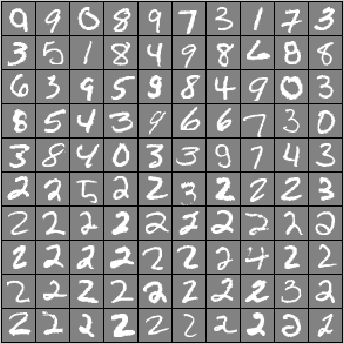 9 9 0 8 9 7 3 1 7 3
3 5 1 8 4 9 8 6 8 8
6 3 9 5 9 8 4 9 0 3
8 5 4 3 9 6 6 7 3 0
3 8 4 0 3 3 9 7 4 3
2 2 5 2 2 3 2 2 2 3
2 2 2 2 2 2 2 2 2 2
2 2 2 2 2 2 2 4 2 2
2 2 2 2 2 2 2 2 3 2
2 2 2 2 2 2 2 2 2 2